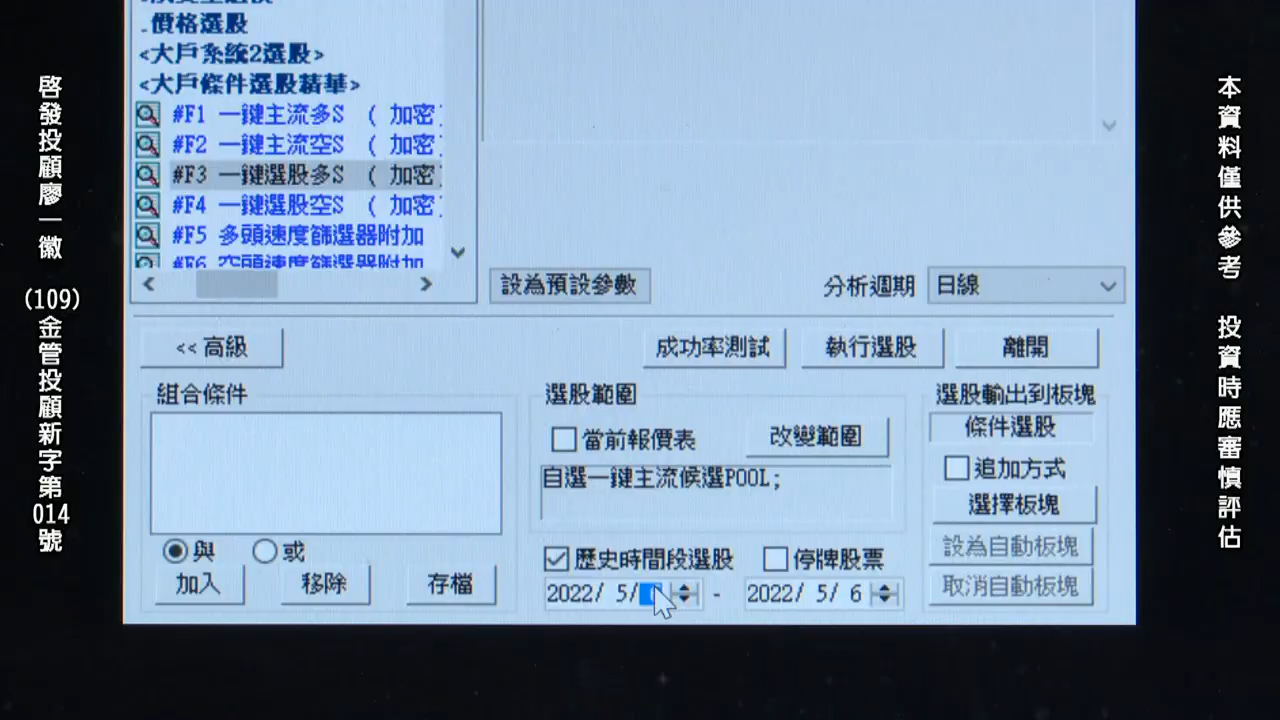 啓發投顧廖一徽 (109)金管投顧新字第014號
.價格選股
<大戶系統2選股>
<大戶條件選股精華>
#F1 一鍵主流多S ( 加密
#F2 一鍵主流空S ( 加密
#F3 一鍵選股多S ( 加密
#F4 一鍵選股空S ( 加密
#F5 多頭速度篩選器附加
#F6 空頭速度篩選器附加
設為預設參數
分析週期 日線
<< 高級
成功率測試
執行選股
離開
組合條件
與 或
加入 移除 存檔
選股範圍
當前報價表 改變範圍
自選一鍵主流候選POOL;
歷史時間段選股 停牌股票
2022/ 5/ - 2022/ 5/ 6
選股輸出到板塊
條件選股
追加方式
選擇板塊
設為自動板塊
取消自動板塊
本資料僅供參考 投資時應審慎評估